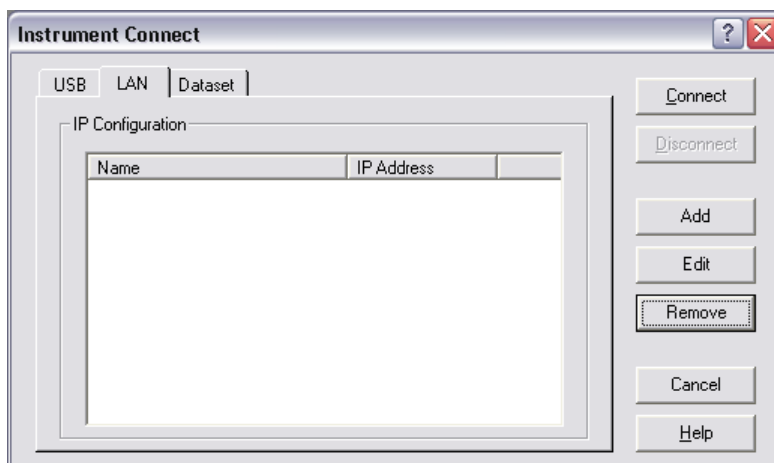 Instrument Connect
?
USB LAN Dataset
IP Configuration
Name IP Address
Connect
Disconnect
Add
Edit
Remove
Cancel
Help